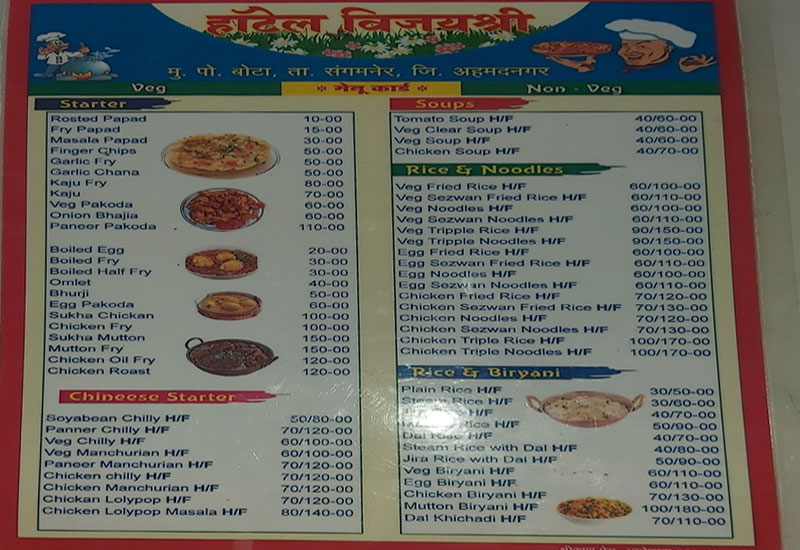 हॉटेल विजयश्री
मु. पो. बोटा, ता. संगमनेर, जि. अहमदनगर
Veg
* मेनू कार्ड *
Non - Veg
Starter
Rosted Papad 10-00
Fry Papad 15-00
Masala Papad 30-00
Finger Chips 50-00
Garlic Fry 50-00
Garlic Chana 50-00
Kaju Fry 80-00
Kaju 70-00
Veg Pakoda 60-00
Onion Bhajia 60-00
Paneer Pakoda 110-00
Boiled Egg 20-00
Boiled Fry 30-00
Boiled Half Fry 30-00
Omlet 40-00
Bhurji 50-00
Egg Pakoda 60-00
Sukha Chickan 100-00
Chicken Fry 100-00
Sukha Mutton 150-00
Mutton Fry 150-00
Chicken Oil Fry 120-00
Chicken Roast 120-00
Chineese Starter
Soyabean Chilly H/F 50/80-00
Panner Chilly H/F 70/120-00
Veg Chilly H/F 60/100-00
Veg Manchurian H/F 60/100-00
Paneer Manchurian H/F 70/120-00
Chicken chilly H/F 70/120-00
Chicken Manchurian H/F 70/120-00
Chicken Lolypop H/F 70/120-00
Chickan Lolypop Masala H/F 80/140-00
Soups
Tomato Soup H/F 40/60-00
Veg Clear Soup H/F 40/60-00
Veg Soup H/F 40/60-00
Chicken Soup H/F 40/70-00
Rice & Noodles
Veg Fried Rice H/F 60/100-00
Veg Sezwan Fried Rice H/F 60/110-00
Veg Noodles H/F 60/100-00
Veg Sezwan Noodles H/F 60/110-00
Veg Tripple Rice H/F 90/150-00
Veg Tripple Noodles H/F 90/150-00
Egg Fried Rice H/F 60/100-00
Egg Sozwan Fried Rice H/F 60/110-00
Egg Noodles H/F 60/100-00
Egg Sezwan Noodles H/F 60/110-00
Chicken Fried Rice H/F 70/120-00
Chicken Sezwan Fried Rice H/F 70/130-00
Chicken Noodles H/F 70/120-00
Chicken Sezwan Noodles H/F 70/130-00
Chicken Triple Rice H/F 100/170-00
Chicken Triple Noodles H/F 100/170-00
Rice & Biryani
Plain Rice H/F 30/50-00
Steam Rice H/F 30/60-00
H/F 40/70-00
Rice H/F 50/90-00
Dal Rice H/F 40/70-00
Steam Rice with Dal H/F 40/80-00
Jira Rice with Dal H/F 50/90-00
Veg Biryani H/F 60/110-00
Egg Biryani H/F 60/110-00
Chicken Biryani H/F 70/130-00
Mutton Biryani H/F 100/180-00
Dal Khichadi H/F 70/110-00